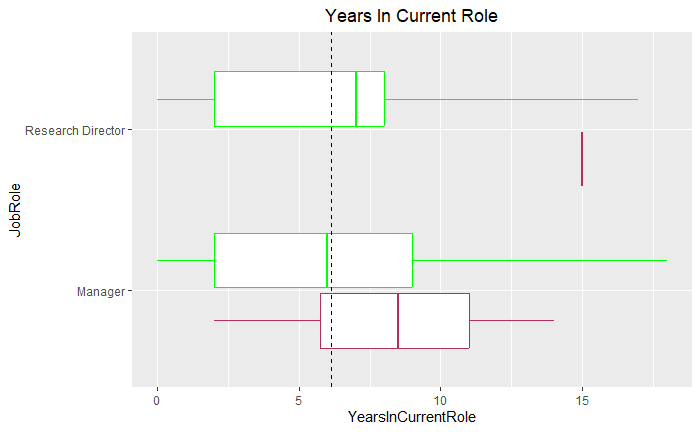 Years In Current Role
JobRole
Research Director
Manager
0
5
10
15
YearsInCurrentRole